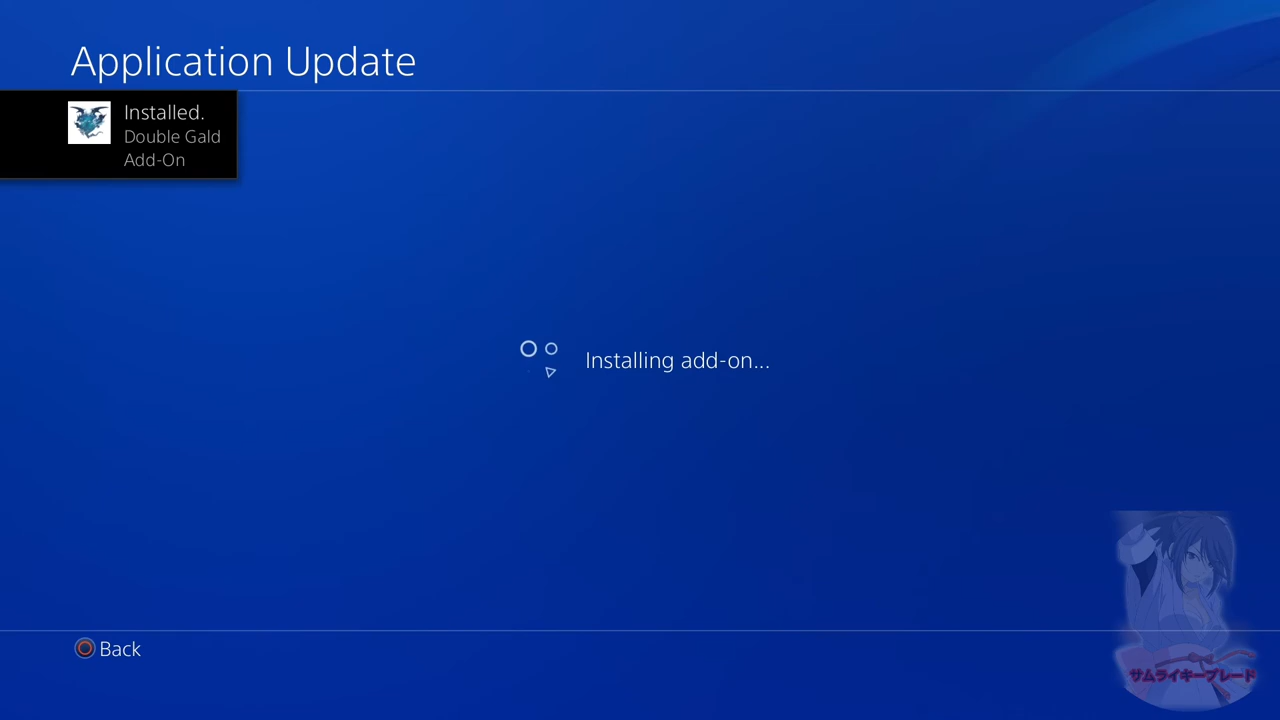 Application Update
Installed.
Double Gald
Add-On
Installing add-on...
Back
サムライキーブレード